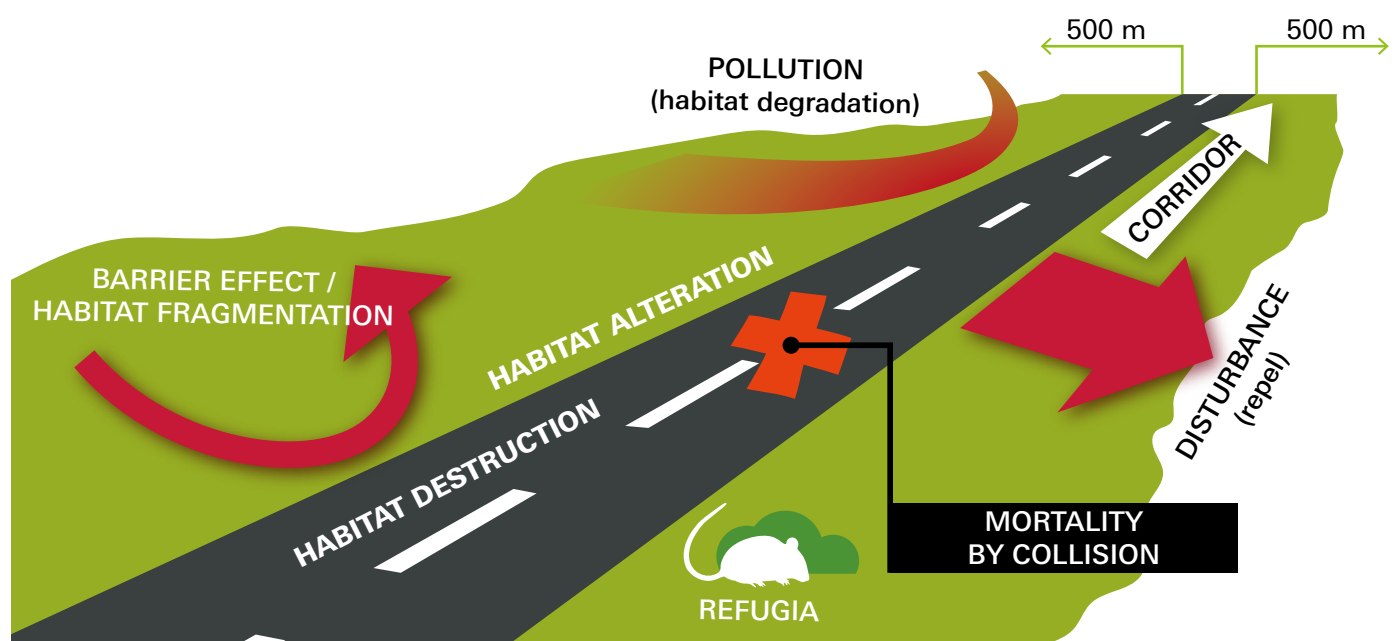 500 m
500 m
POLLUTION
(habitat degradation)
CORRIDOR
BARRIER EFFECT /
HABITAT FRAGMENTATION
HABITAT ALTERATION
DISTURBANCE
(repel)
HABITAT DESTRUCTION
MORTALITY
BY COLLISION
REFUGIA